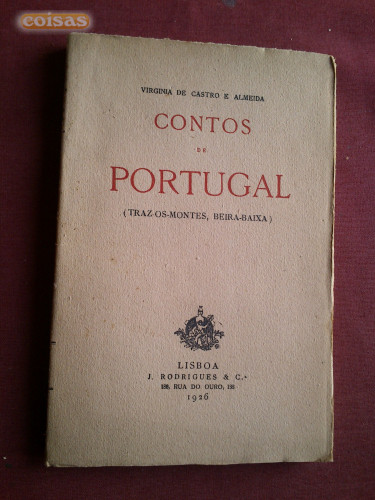 coisas
VIRGINIA DE CASTRO E ALMEIDA
CONTOS
DE
PORTUGAL
(TRAZ-OS-MONTES, BEIRA-BAIXA)
LISBOA
J. RODRIGUES & C.ª
186, RUA DO OURO, 188
1926